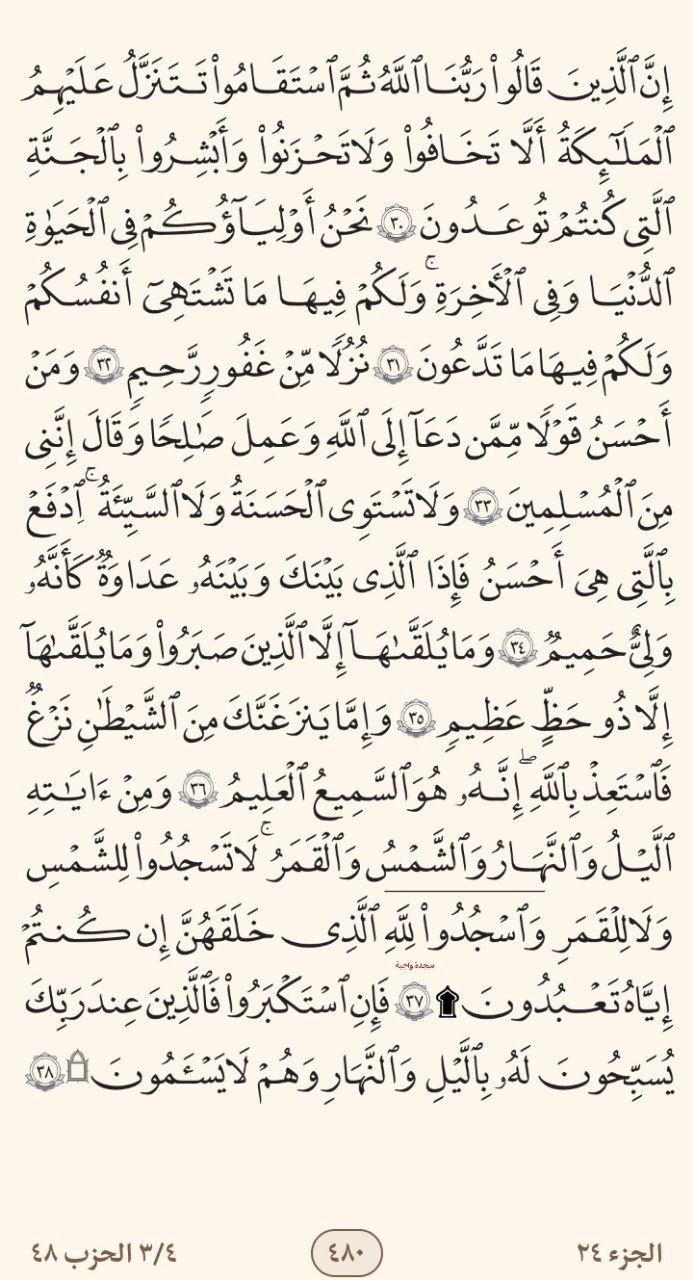 إِنَّ ٱلَّذِينَ قَالُوا۟ رَبُّنَا ٱللَّهُ ثُمَّ ٱسْتَقَـٰمُوا۟ تَتَنَزَّلُ عَلَيْهِمُ
ٱلْمَلَـٰٓئِكَةُ أَلَّا تَخَافُوا۟ وَلَا تَحْزَنُوا۟ وَأَبْشِرُوا۟ بِٱلْجَنَّةِ
ٱلَّتِى كُنتُمْ تُوعَدُونَ ٣٠ نَحْنُ أَوْلِيَآؤُكُمْ فِى ٱلْحَيَوٰةِ
ٱلدُّنْيَا وَفِى ٱلْأَخِرَةِ ۚ وَلَكُمْ فِيهَا مَا تَشْتَهِىٓ أَنفُسُكُمْ
وَلَكُمْ فِيهَا مَا تَدَّعُونَ ٣١ نُزُلًا مِّنْ غَفُورٍ رَّحِيمٍ ٣٢ وَمَنْ
أَحْسَنُ قَوْلًا مِّمَّن دَعَآ إِلَى ٱللَّهِ وَعَمِلَ صَـٰلِحًا وَقَالَ إِنَّنِى
مِنَ ٱلْمُسْلِمِينَ ٣٣ وَلَا تَسْتَوِى ٱلْحَسَنَةُ وَلَا ٱلسَّيِّئَةُ ۚ ٱدْفَعْ
بِٱلَّتِى هِىَ أَحْسَنُ فَإِذَا ٱلَّذِى بَيْنَكَ وَبَيْنَهُۥ عَدَٰوَةٌ كَأَنَّهُۥ
وَلِىٌّ حَمِيمٌ ٣٤ وَمَا يُلَقَّىٰهَآ إِلَّا ٱلَّذِينَ صَبَرُوا۟ وَمَا يُلَقَّىٰهَآ
إِلَّا ذُو حَظٍّ عَظِيمٍ ٣٥ وَإِمَّا يَنزَغَنَّكَ مِنَ ٱلشَّيْطَـٰنِ نَزْغٌ
فَٱسْتَعِذْ بِٱللَّهِ ۖ إِنَّهُۥ هُوَ ٱلسَّمِيعُ ٱلْعَلِيمُ ٣٦ وَمِنْ ءَايَـٰتِهِ
ٱلَّيْلُ وَٱلنَّهَارُ وَٱلشَّمْسُ وَٱلْقَمَرُ ۚ لَا تَسْجُدُوا۟ لِلشَّمْسِ
وَلَا لِلْقَمَرِ وَٱسْجُدُوا۟ لِلَّهِ ٱلَّذِى خَلَقَهُنَّ إِن كُنتُمْ
سجدة واجبة
إِيَّاهُ تَعْبُدُونَ ۩ ٣٧ فَإِنِ ٱسْتَكْبَرُوا۟ فَٱلَّذِينَ عِندَ رَبِّكَ
يُسَبِّحُونَ لَهُۥ بِٱلَّيْلِ وَٱلنَّهَارِ وَهُمْ لَا يَسْـَٔمُونَ ۩ ٣٨
الجزء ٢٤ ٤٨٠ ٣/٤ الحزب ٤٨